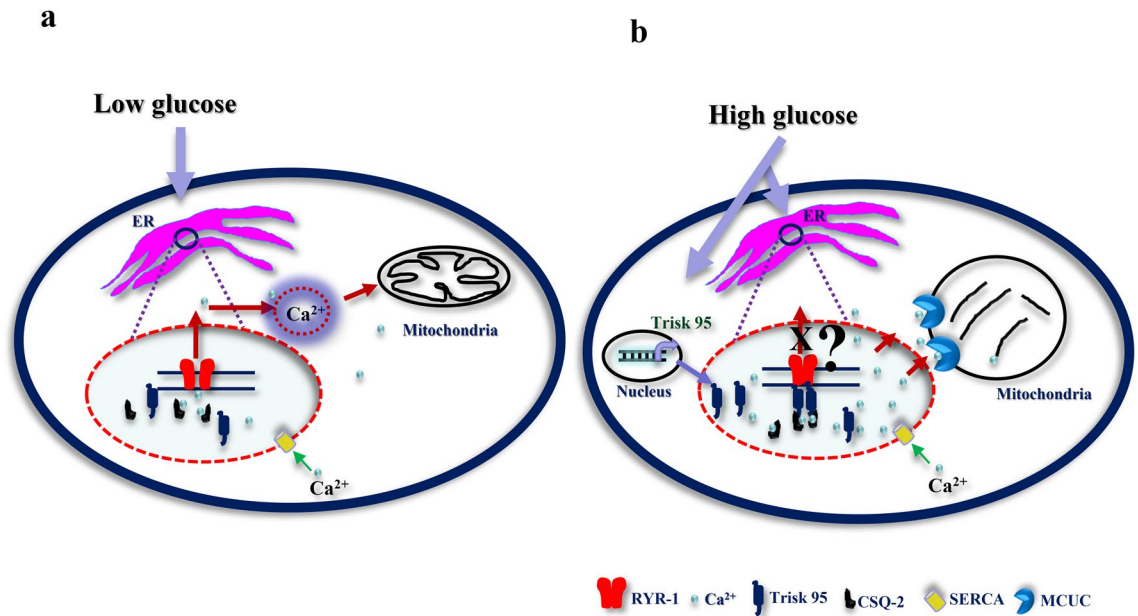 a
Low glucose
ER
Ca2+
Mitochondria
Ca2+
b
High glucose
ER
Trisk 95
X ?
Nucleus
Mitochondria
Ca2+
RYR-1 Ca2+ Trisk 95 CSQ-2 SERCA MCUC